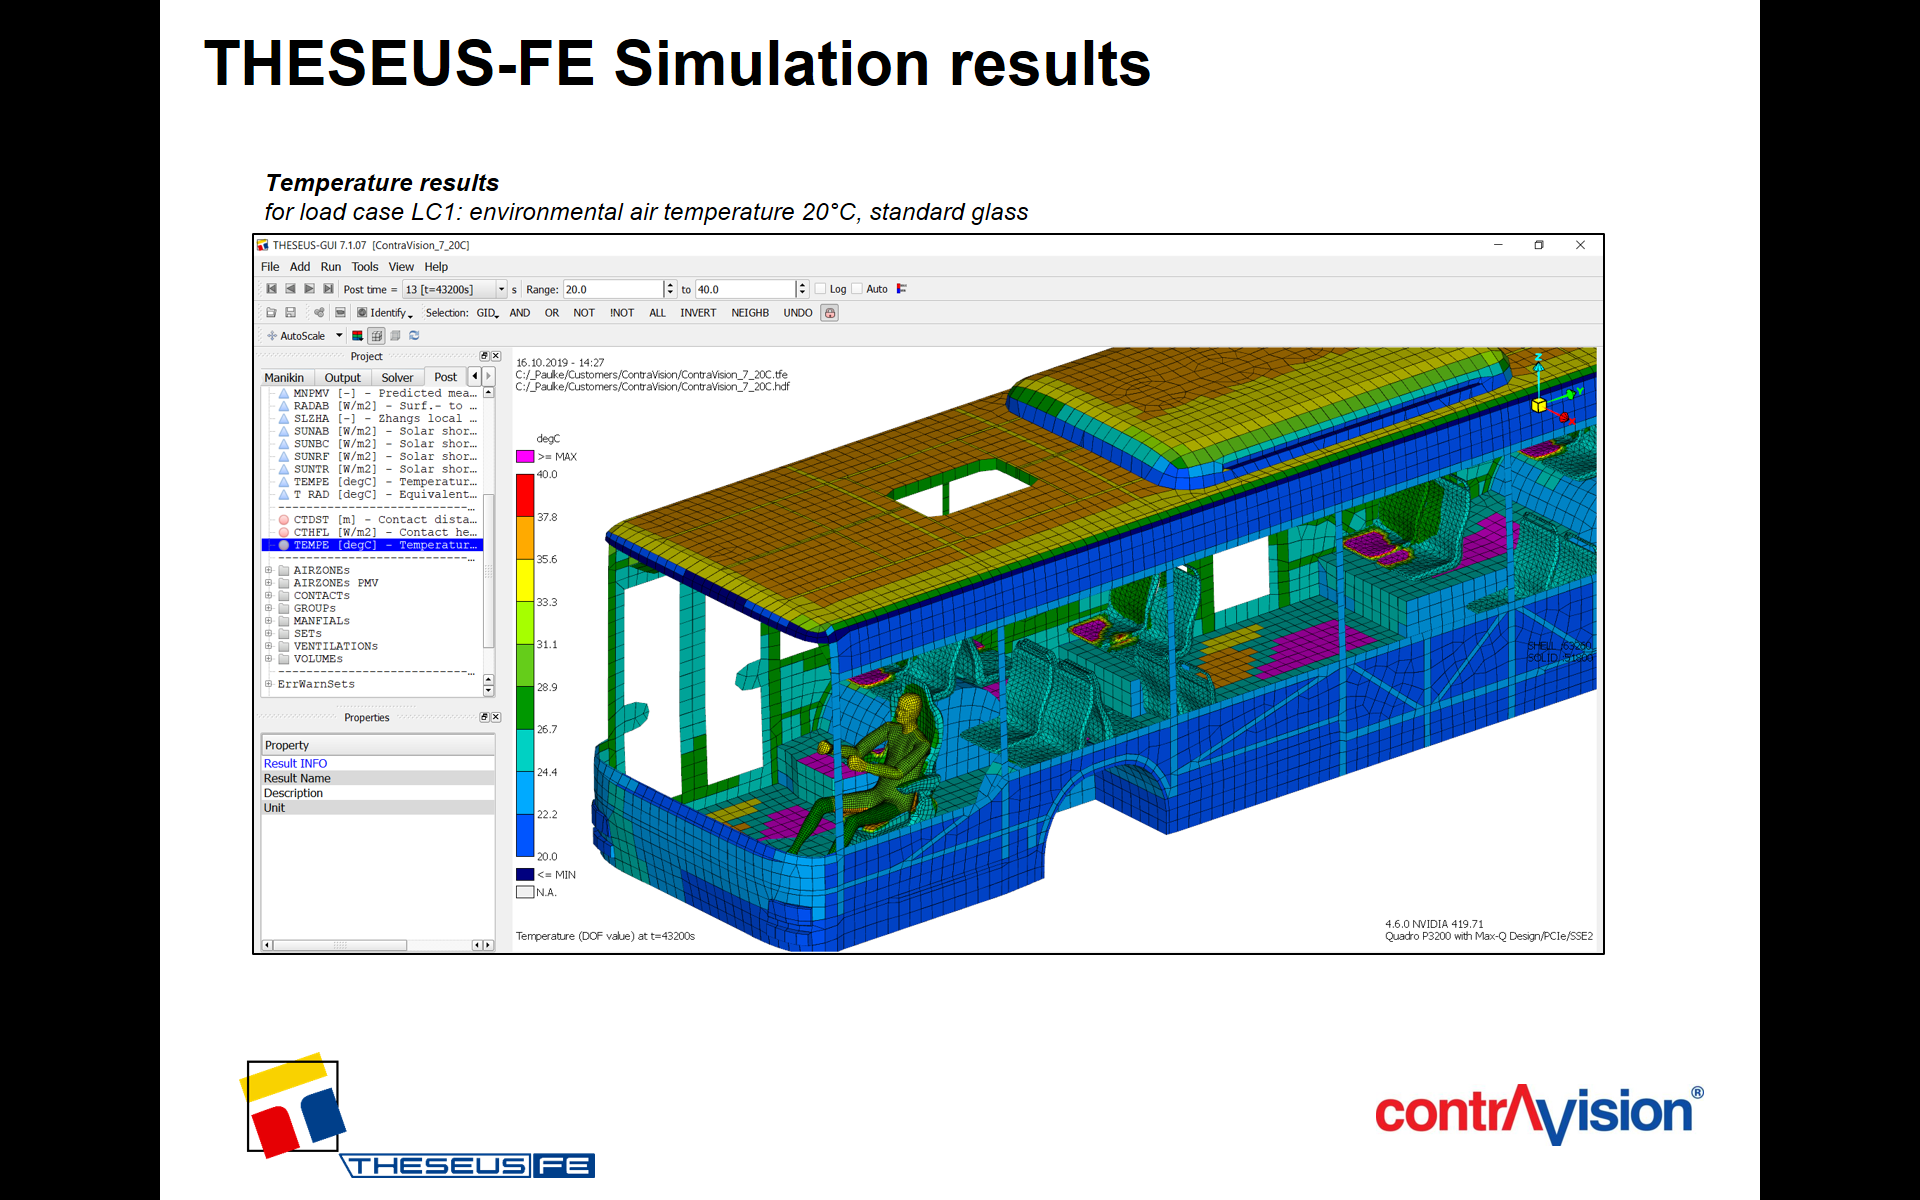 THESEUS-FE Simulation results
Temperature results
for load case LC1: environmental air temperature 20°C, standard glass
THESEUS-GUI 7.1.07 [ContraVision_7_20C]
File Add Run Tools View Help
Post time = 13 [t=43200s] s Range: 20.0 to 40.0 Log Auto
Identify Selection: GID AND OR NOT !NOT ALL INVERT NEIGHB UNDO
AutoScale
Project
Manikin Output Solver Post
MNPMV [-] - Predicted mea...
RADAB [W/m2] - Surf.- to ...
SLZHA [-] - Zhangs local ...
SUNAB [W/m2] - Solar shor...
SUNBC [W/m2] - Solar shor...
SUNRF [W/m2] - Solar shor...
SUNTR [W/m2] - Solar shor...
TEMPE [degC] - Temperatur...
T RAD [degC] - Equivalent...
CTDST [m] - Contact dista...
CTHFL [W/m2] - Contact he...
TEMPE [degC] - Temperatur...
AIRZONEs
AIRZONEs PMV
CONTACTs
GROUPs
MANFIALs
SETs
VENTILATIONs
VOLUMEs
ErrWarnSets
Properties
Property
Result INFO
Result Name
Description
Unit
16.10.2019 - 14:27
C:/_Paulke/Customers/ContraVision/ContraVision_7_20C.tfe
C:/_Paulke/Customers/ContraVision/ContraVision_7_20C.hdf
degC
>= MAX
40.0
37.8
35.6
33.3
31.1
28.9
26.7
24.4
22.2
20.0
<= MIN
N.A.
Z
Y
X
SHELL
SOLID
Temperature (DOF value) at t=43200s
4.6.0 NVIDIA 419.71
Quadro P3200 with Max-Q Design/PCIe/SSE2
THESEUS FE
contrAvision®